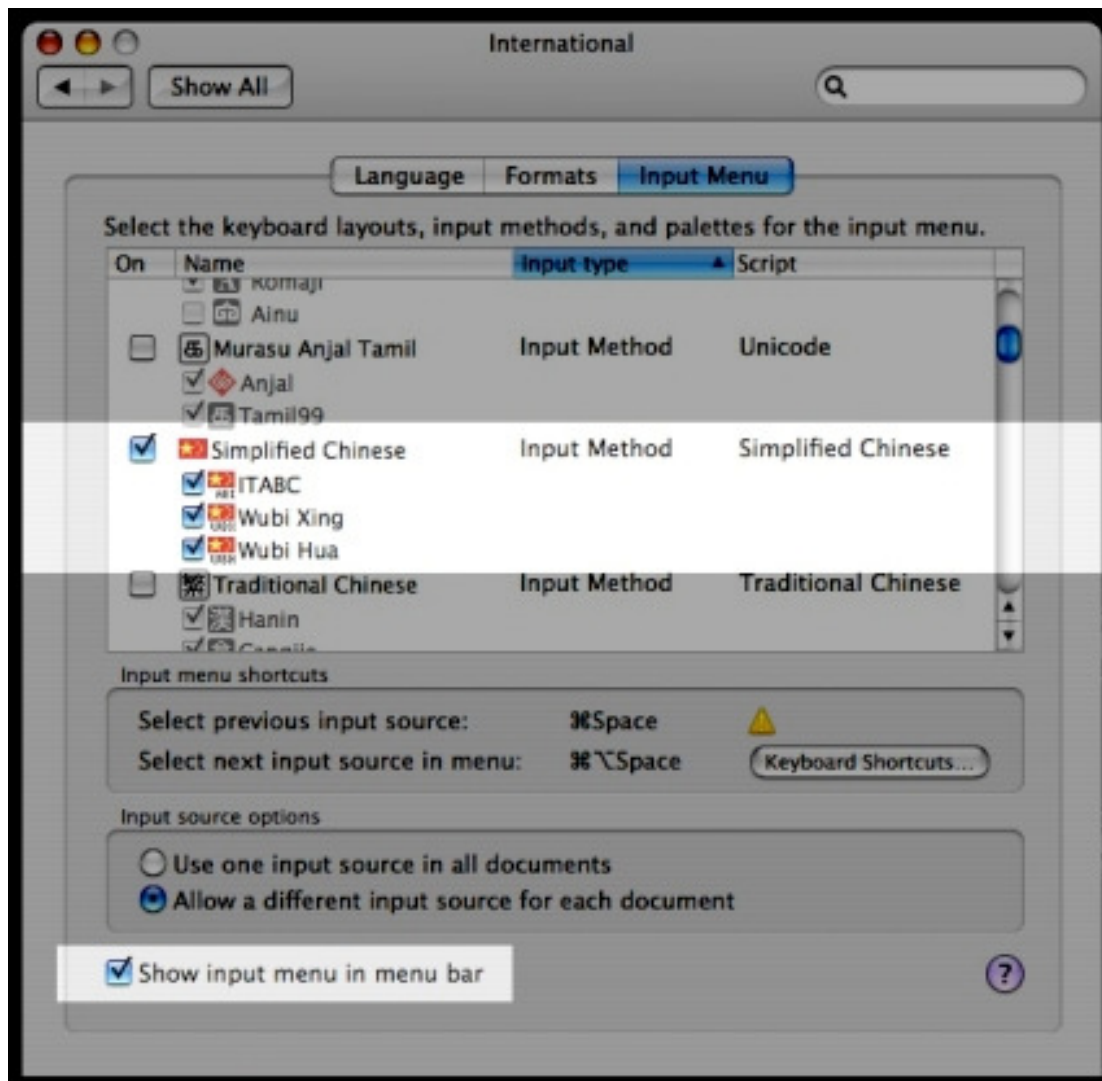 International
Show All
Language Formats Input Menu
Select the keyboard layouts, input methods, and palettes for the input menu.
On Name Input type Script
Romaji
Ainu
Murasu Anjal Tamil Input Method Unicode
Anjal
Tamil99
Simplified Chinese Input Method Simplified Chinese
ITABC
Wubi Xing
Wubi Hua
繁 Traditional Chinese Input Method Traditional Chinese
Hanin
Input menu shortcuts
Select previous input source: ⌘Space
Select next input source in menu: ⌘⌥Space Keyboard Shortcuts...
Input source options
Use one input source in all documents
Allow a different input source for each document
Show input menu in menu bar ?